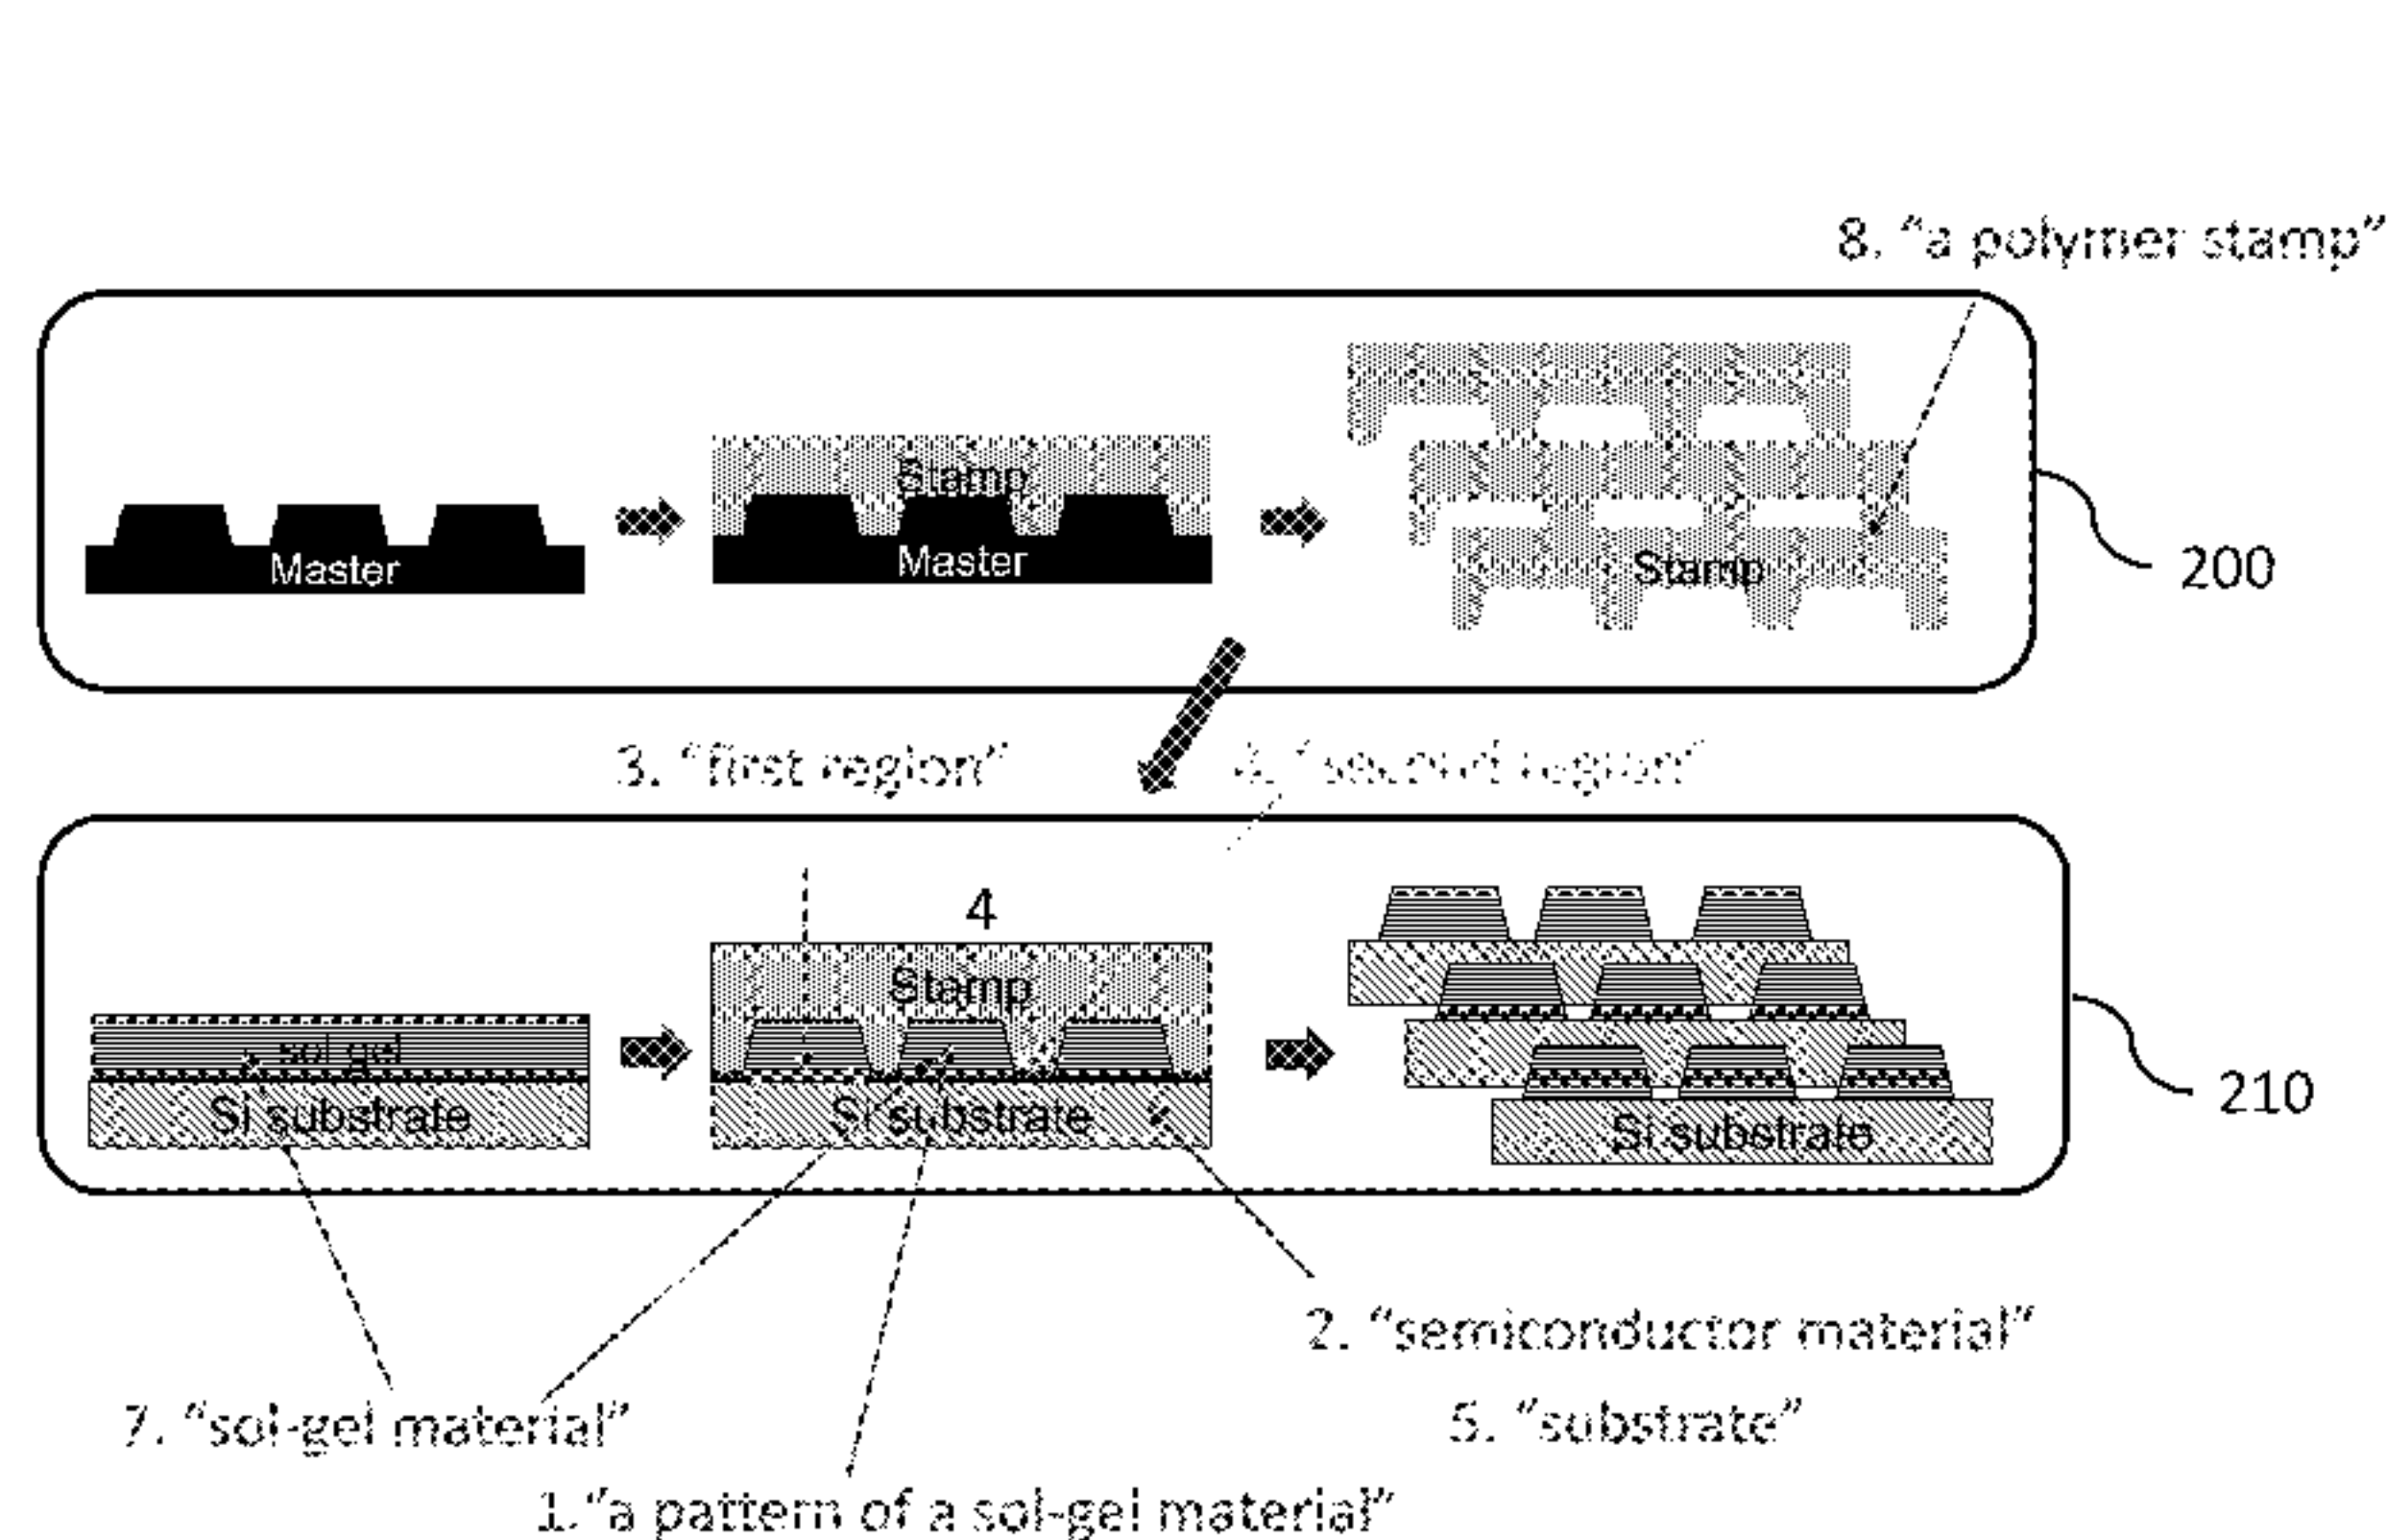 8. “a polymer stamp”
Stamp
Master
Master
Stamp
200
3. “first region”
4. “second region”
4
Stamp
sol gel
Si substrate
Si substrate
Si substrate
210
2. “semiconductor material”
7. “sol-gel material”
5. “substrate”
1. “a pattern of a sol-gel material”